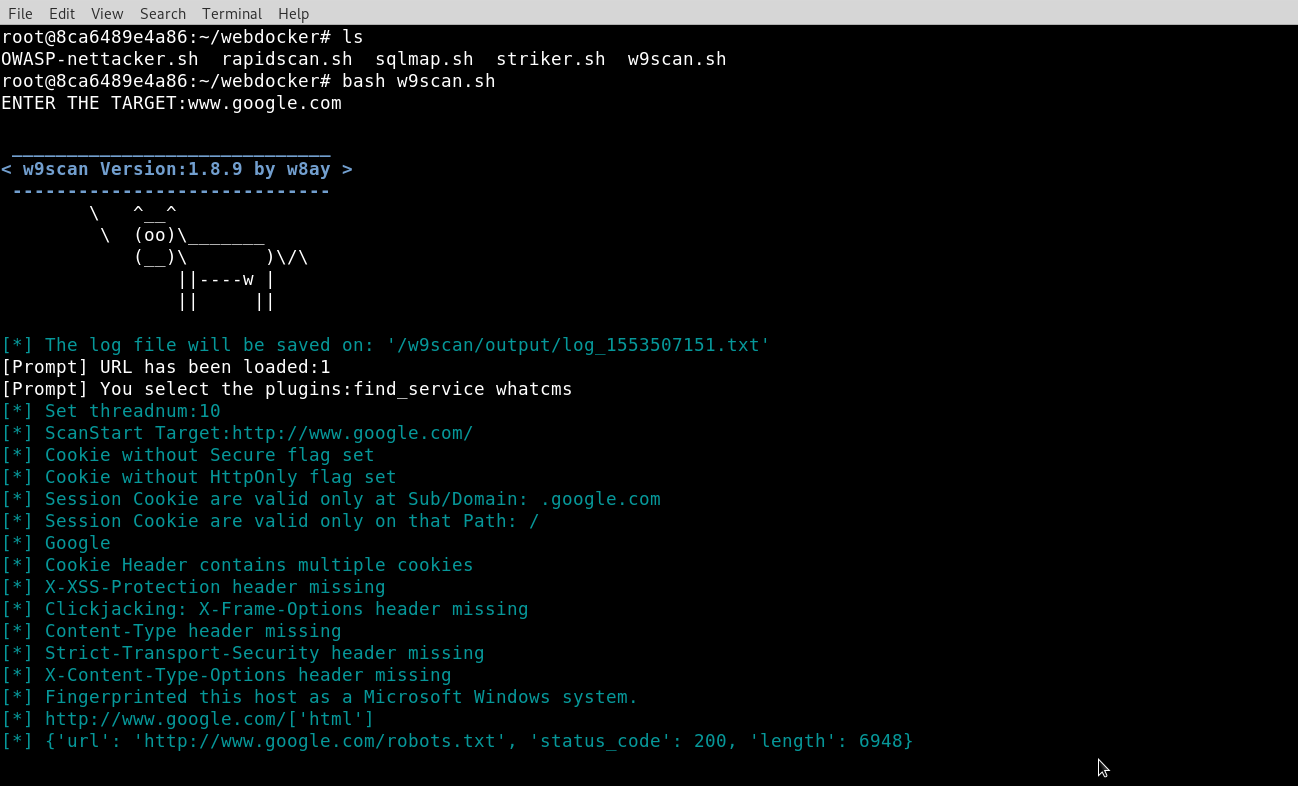 File Edit View Search Terminal Help
root@8ca6489e4a86:~/webdocker# ls
OWASP-nettacker.sh  rapidscan.sh  sqlmap.sh  striker.sh  w9scan.sh
root@8ca6489e4a86:~/webdocker# bash w9scan.sh
ENTER THE TARGET:www.google.com
 _____________________________
< w9scan Version:1.8.9 by w8ay >
 -----------------------------
        \   ^__^
         \  (oo)\_______
            (__)\       )\/\
                ||----w |
                ||     ||
[*] The log file will be saved on: '/w9scan/output/log_1553507151.txt'
[Prompt] URL has been loaded:1
[Prompt] You select the plugins:find_service whatcms
[*] Set threadnum:10
[*] ScanStart Target:http://www.google.com/
[*] Cookie without Secure flag set
[*] Cookie without HttpOnly flag set
[*] Session Cookie are valid only at Sub/Domain: .google.com
[*] Session Cookie are valid only on that Path: /
[*] Google
[*] Cookie Header contains multiple cookies
[*] X-XSS-Protection header missing
[*] Clickjacking: X-Frame-Options header missing
[*] Content-Type header missing
[*] Strict-Transport-Security header missing
[*] X-Content-Type-Options header missing
[*] Fingerprinted this host as a Microsoft Windows system.
[*] http://www.google.com/['html']
[*] {'url': 'http://www.google.com/robots.txt', 'status_code': 200, 'length': 6948}